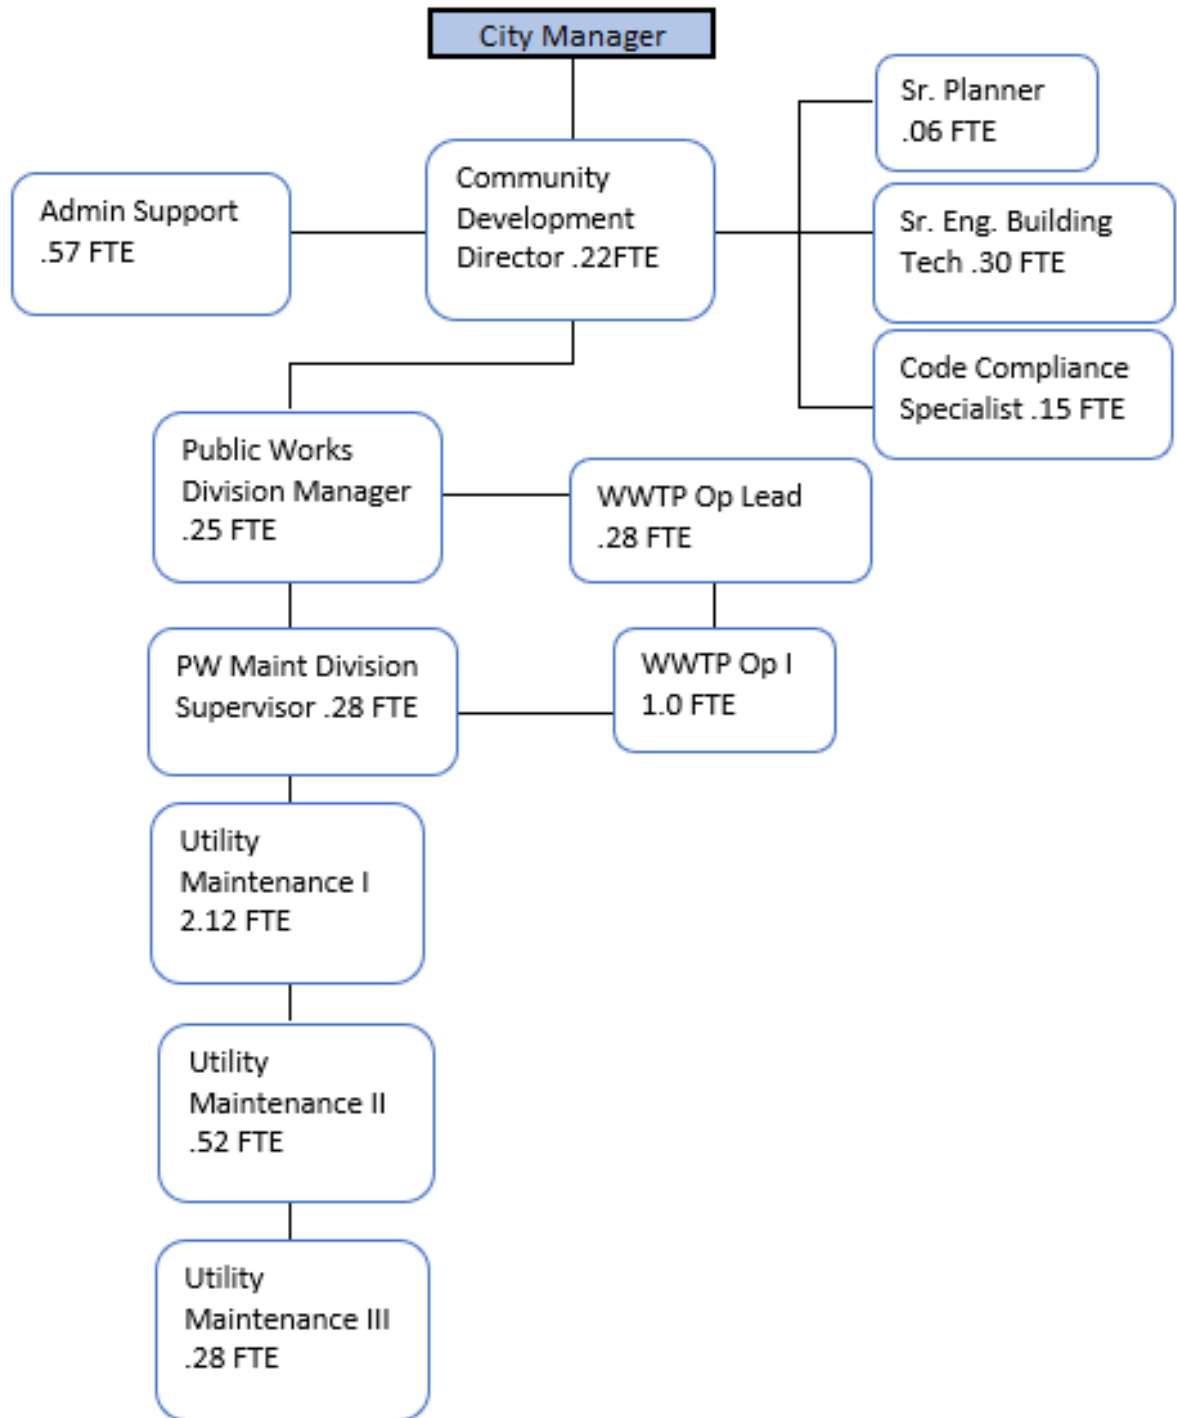 City Manager
Sr. Planner
.06 FTE
Community
Development
Director .22FTE
Admin Support
.57 FTE
Sr. Eng. Building
Tech .30 FTE
Code Compliance
Specialist .15 FTE
Public Works
Division Manager
.25 FTE
WWTP Op Lead
.28 FTE
PW Maint Division
Supervisor .28 FTE
WWTP Op I
1.0 FTE
Utility
Maintenance I
2.12 FTE
Utility
Maintenance II
.52 FTE
Utility
Maintenance III
.28 FTE